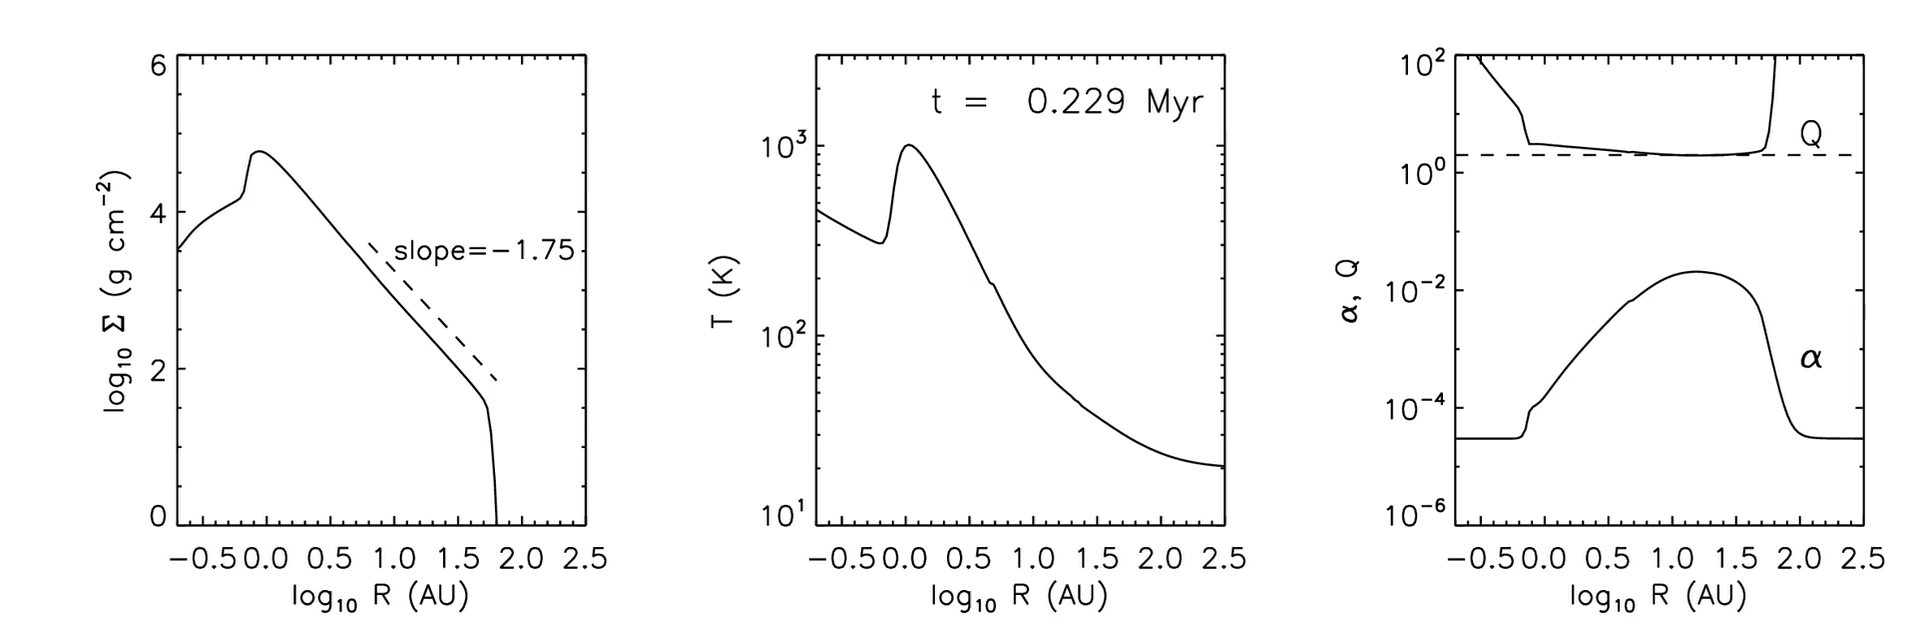 6
4
2
0
log₁₀ Σ (g cm⁻²)
slope=−1.75
−0.5 0.0 0.5 1.0 1.5 2.0 2.5
log₁₀ R (AU)
t = 0.229 Myr
10³
10²
10¹
T (K)
−0.5 0.0 0.5 1.0 1.5 2.0 2.5
log₁₀ R (AU)
10²
10⁰
10⁻²
10⁻⁴
10⁻⁶
α, Q
Q
α
−0.5 0.0 0.5 1.0 1.5 2.0 2.5
log₁₀ R (AU)